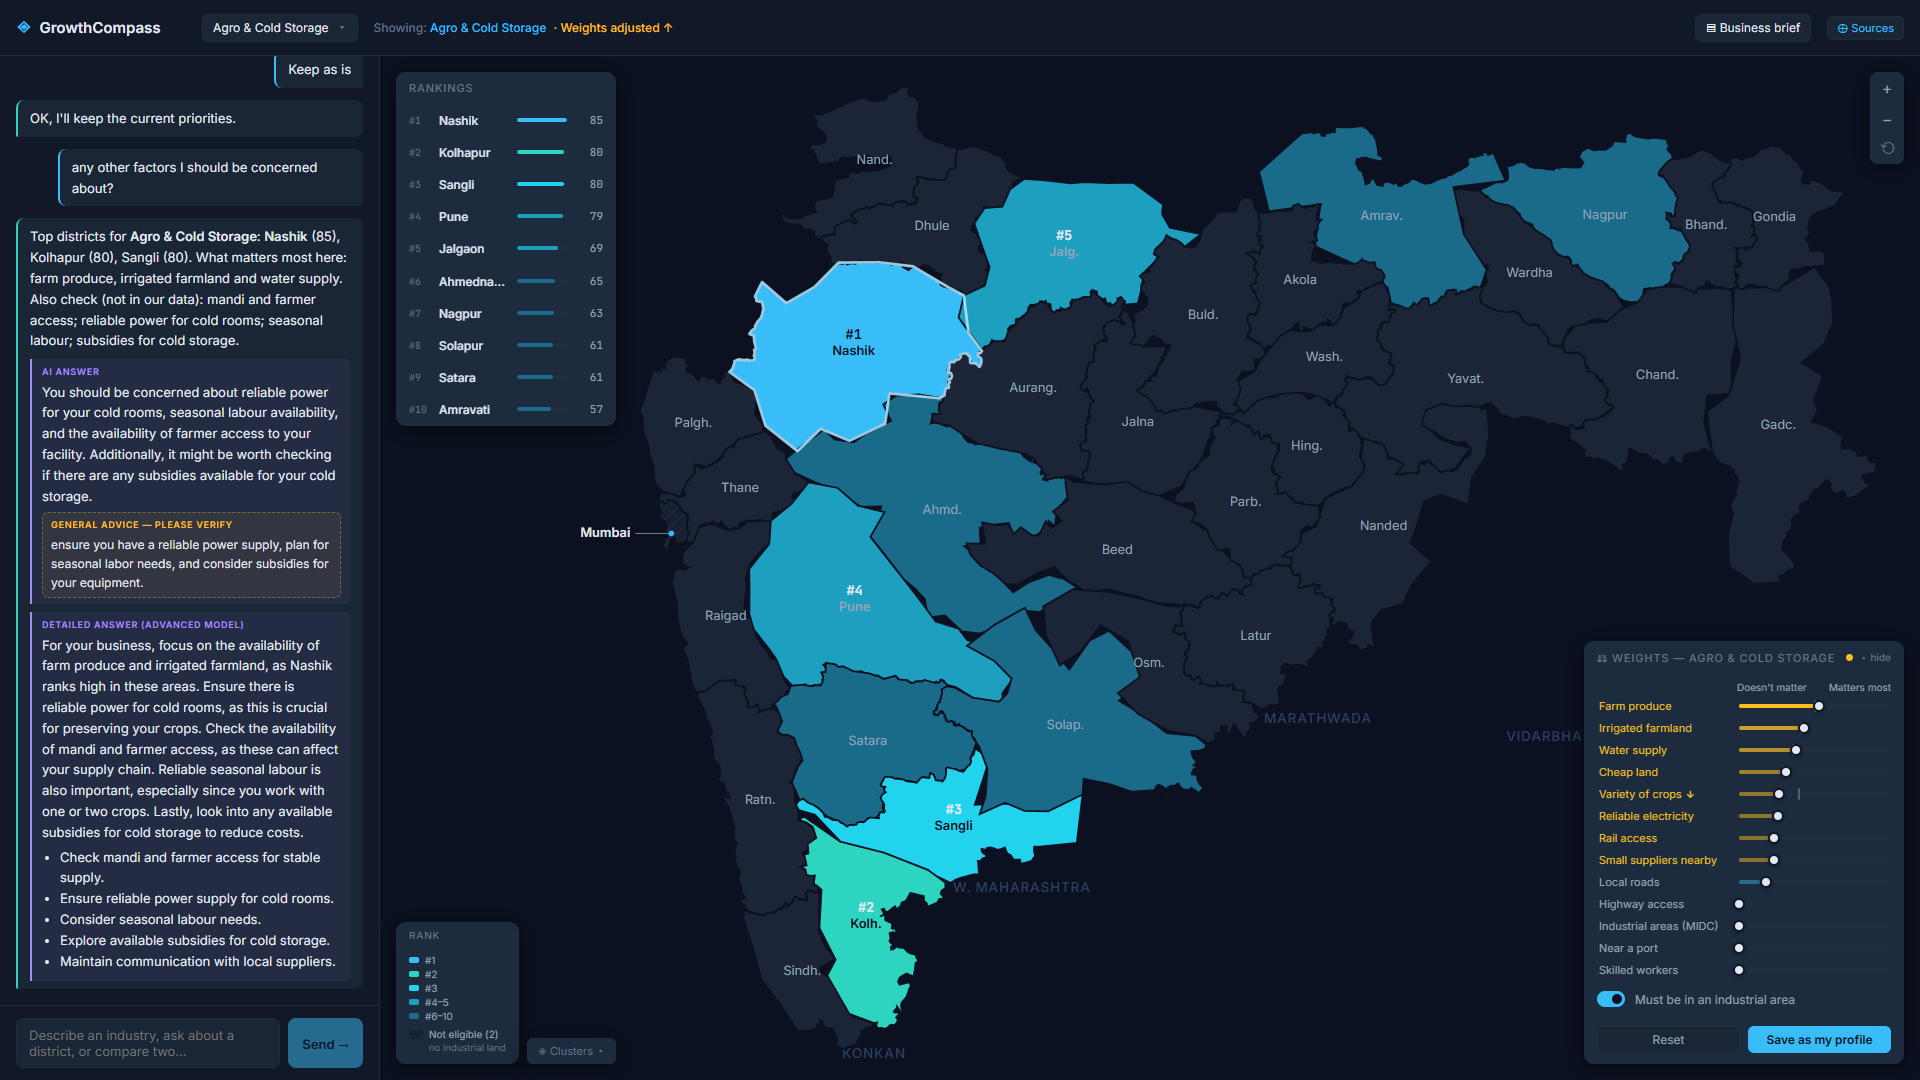 GrowthCompass
Agro & Cold Storage
Showing: Agro & Cold Storage · Weights adjusted ↑
Business brief
Sources
Keep as is
OK, I'll keep the current priorities.
any other factors I should be concerned
about?
Top districts for Agro & Cold Storage: Nashik (85),
Kolhapur (80), Sangli (80). What matters most here:
farm produce, irrigated farmland and water supply.
Also check (not in our data): mandi and farmer
access; reliable power for cold rooms; seasonal
labour; subsidies for cold storage.
AI ANSWER
You should be concerned about reliable power
for your cold rooms, seasonal labour availability,
and the availability of farmer access to your
facility. Additionally, it might be worth checking
if there are any subsidies available for your cold
storage.
GENERAL ADVICE — PLEASE VERIFY
ensure you have a reliable power supply, plan for
seasonal labor needs, and consider subsidies for
your equipment.
DETAILED ANSWER (ADVANCED MODEL)
For your business, focus on the availability of
farm produce and irrigated farmland, as Nashik
ranks high in these areas. Ensure there is
reliable power for cold rooms, as this is crucial
for preserving your crops. Check the availability
of mandi and farmer access, as these can affect
your supply chain. Reliable seasonal labour is
also important, especially since you work with
one or two crops. Lastly, look into any available
subsidies for cold storage to reduce costs.
• Check mandi and farmer access for stable
supply.
• Ensure reliable power supply for cold rooms.
• Consider seasonal labour needs.
• Explore available subsidies for cold storage.
• Maintain communication with local suppliers.
Describe an industry, ask about a
district, or compare two...
Send →
RANKINGS
#1 Nashik 85
#2 Kolhapur 80
#3 Sangli 80
#4 Pune 79
#5 Jalgaon 69
#6 Ahmedna... 65
#7 Nagpur 63
#8 Solapur 61
#9 Satara 61
#10 Amravati 57
Nand.
Dhule
#5
Jalg.
Buld.
Akola
Amrav.
Wardha
Nagpur
Bhand.
Gondia
#1
Nashik
Aurang.
Jalna
Wash.
Yavat.
Chand.
Gadc.
Palgh.
Thane
Mumbai
Ahmd.
Hing.
Parb.
Nanded
Beed
#4
Pune
Raigad
Latur
Osm.
Solap.
Satara
Ratn.
#3
Sangli
#2
Kolh.
Sindh.
MARATHWADA
VIDARBHA
W. MAHARASHTRA
KONKAN
RANK
#1
#2
#3
#4–5
#6–10
Not eligible (2)
no industrial land
Clusters
+
−
WEIGHTS — AGRO & COLD STORAGE
hide
Doesn't matter Matters most
Farm produce
Irrigated farmland
Water supply
Cheap land
Variety of crops ↓
Reliable electricity
Rail access
Small suppliers nearby
Local roads
Highway access
Industrial areas (MIDC)
Near a port
Skilled workers
Must be in an industrial area
Reset
Save as my profile